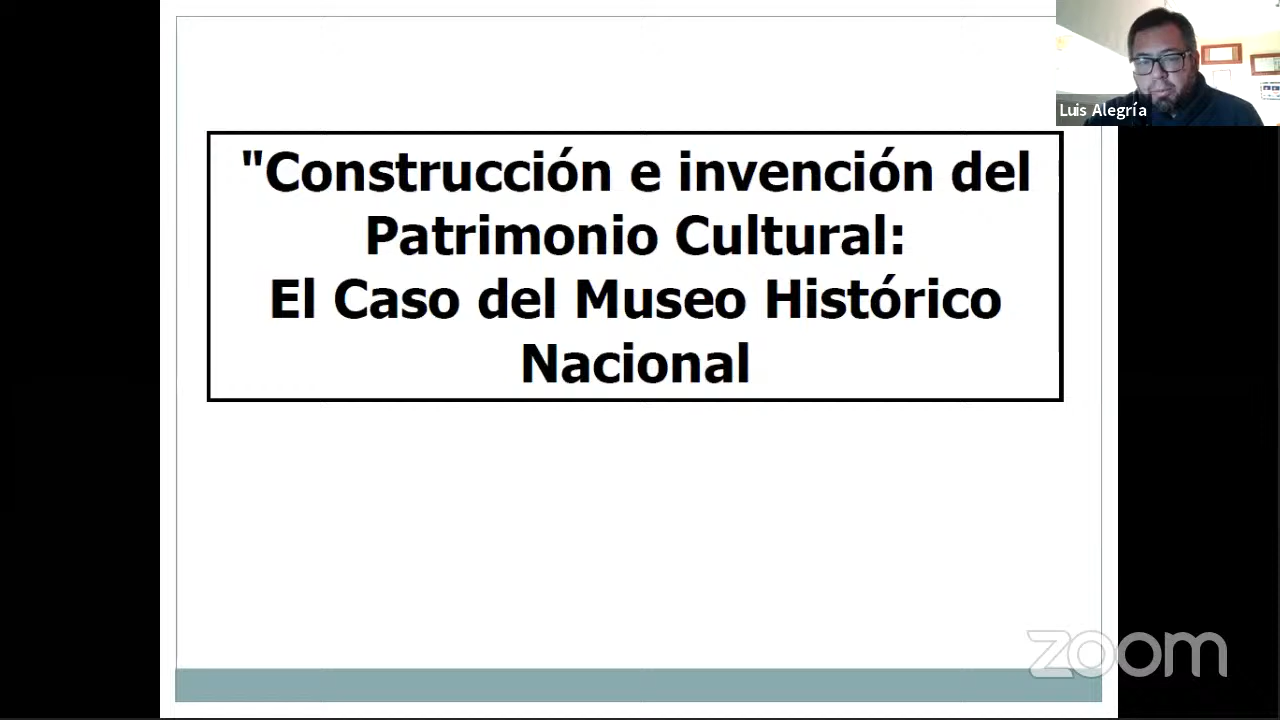 Luis Alegría
"Construcción e invención del
Patrimonio Cultural:
El Caso del Museo Histórico
Nacional
zoom